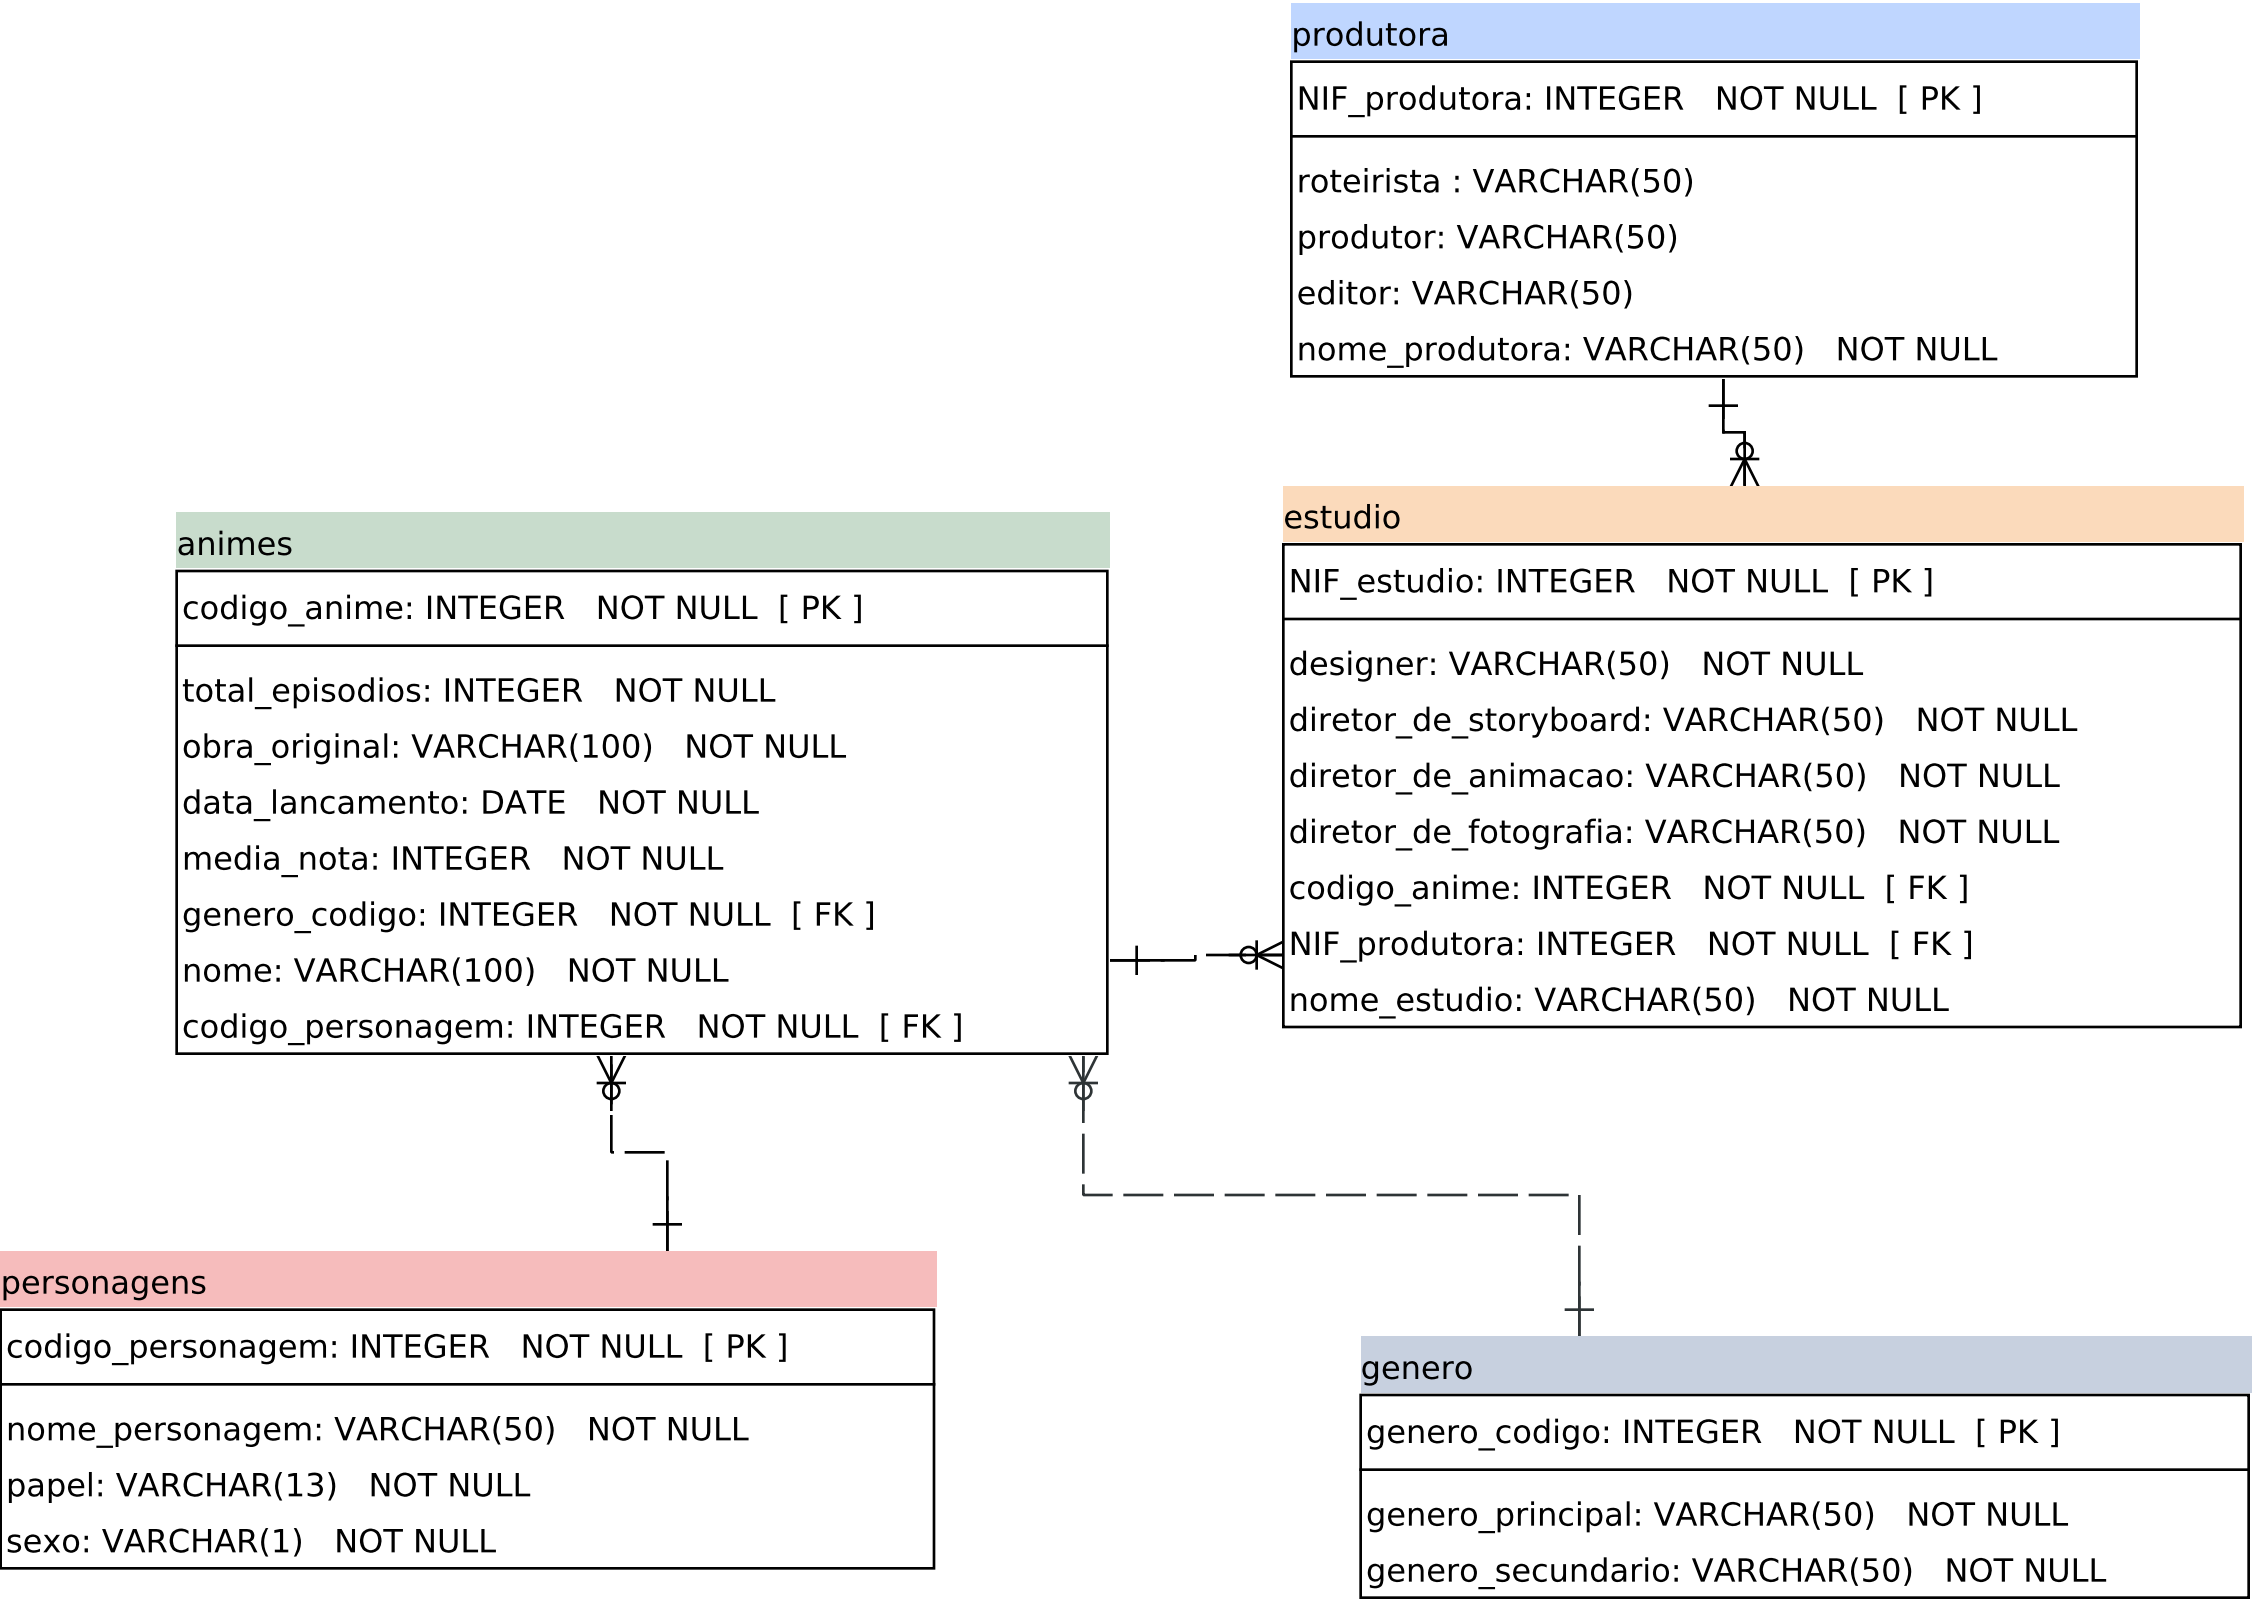 produtora
NIF_produtora: INTEGER NOT NULL [ PK ]
roteirista : VARCHAR(50)
produtor: VARCHAR(50)
editor: VARCHAR(50)
nome_produtora: VARCHAR(50) NOT NULL
estudio
NIF_estudio: INTEGER NOT NULL [ PK ]
designer: VARCHAR(50) NOT NULL
diretor_de_storyboard: VARCHAR(50) NOT NULL
diretor_de_animacao: VARCHAR(50) NOT NULL
diretor_de_fotografia: VARCHAR(50) NOT NULL
codigo_anime: INTEGER NOT NULL [ FK ]
NIF_produtora: INTEGER NOT NULL [ FK ]
nome_estudio: VARCHAR(50) NOT NULL
animes
codigo_anime: INTEGER NOT NULL [ PK ]
total_episodios: INTEGER NOT NULL
obra_original: VARCHAR(100) NOT NULL
data_lancamento: DATE NOT NULL
media_nota: INTEGER NOT NULL
genero_codigo: INTEGER NOT NULL [ FK ]
nome: VARCHAR(100) NOT NULL
codigo_personagem: INTEGER NOT NULL [ FK ]
personagens
codigo_personagem: INTEGER NOT NULL [ PK ]
nome_personagem: VARCHAR(50) NOT NULL
papel: VARCHAR(13) NOT NULL
sexo: VARCHAR(1) NOT NULL
genero
genero_codigo: INTEGER NOT NULL [ PK ]
genero_principal: VARCHAR(50) NOT NULL
genero_secundario: VARCHAR(50) NOT NULL